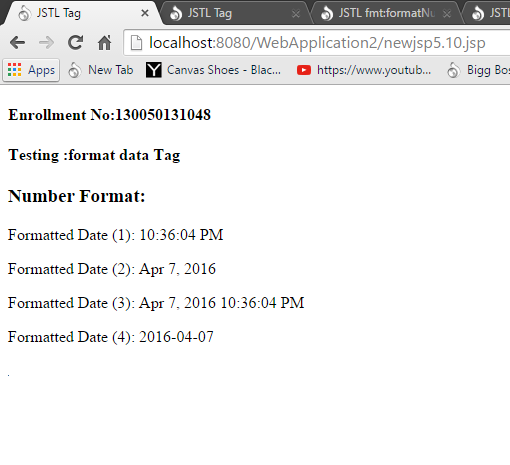 JSTL Tag
JSTL Tag
JSTL fmt:formatNu
JSTL
localhost:8080/WebApplication2/newjsp5.10.jsp
Apps
New Tab
Canvas Shoes - Blac...
https://www.youtub...
Bigg Bos
Enrollment No:130050131048
Testing :format data Tag
Number Format:
Formatted Date (1): 10:36:04 PM
Formatted Date (2): Apr 7, 2016
Formatted Date (3): Apr 7, 2016 10:36:04 PM
Formatted Date (4): 2016-04-07
.